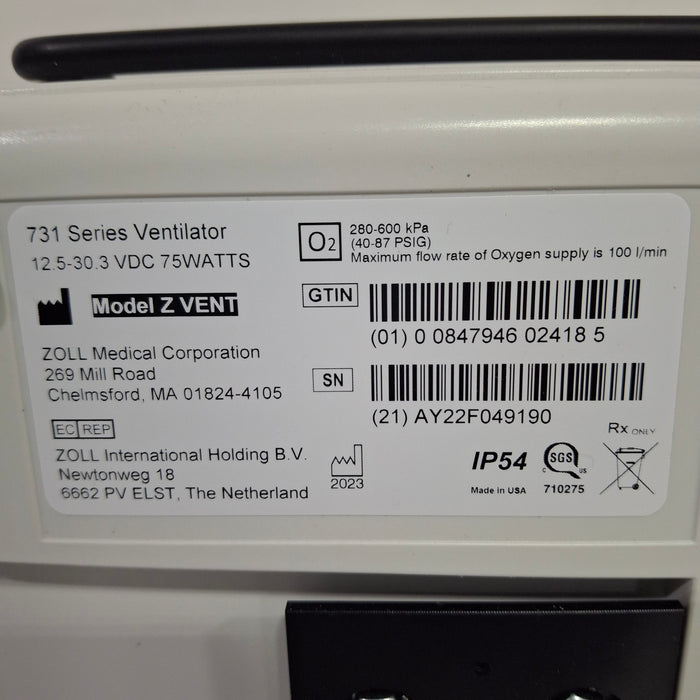 731 Series Ventilator
12.5-30.3 VDC 75WATTS
Model Z VENT
ZOLL Medical Corporation
269 Mill Road
Chelmsford, MA 01824-4105
EC REP
ZOLL International Holding B.V.
Newtonweg 18
6662 PV ELST, The Netherland
2023
O2
280-600 kPa
(40-87 PSIG)
Maximum flow rate of Oxygen supply is 100 l/min
GTIN
(01) 0 0847946 02418 5
SN
(21) AY22F049190
Rx ONLY
IP54
Made in USA
C SGS US
710275